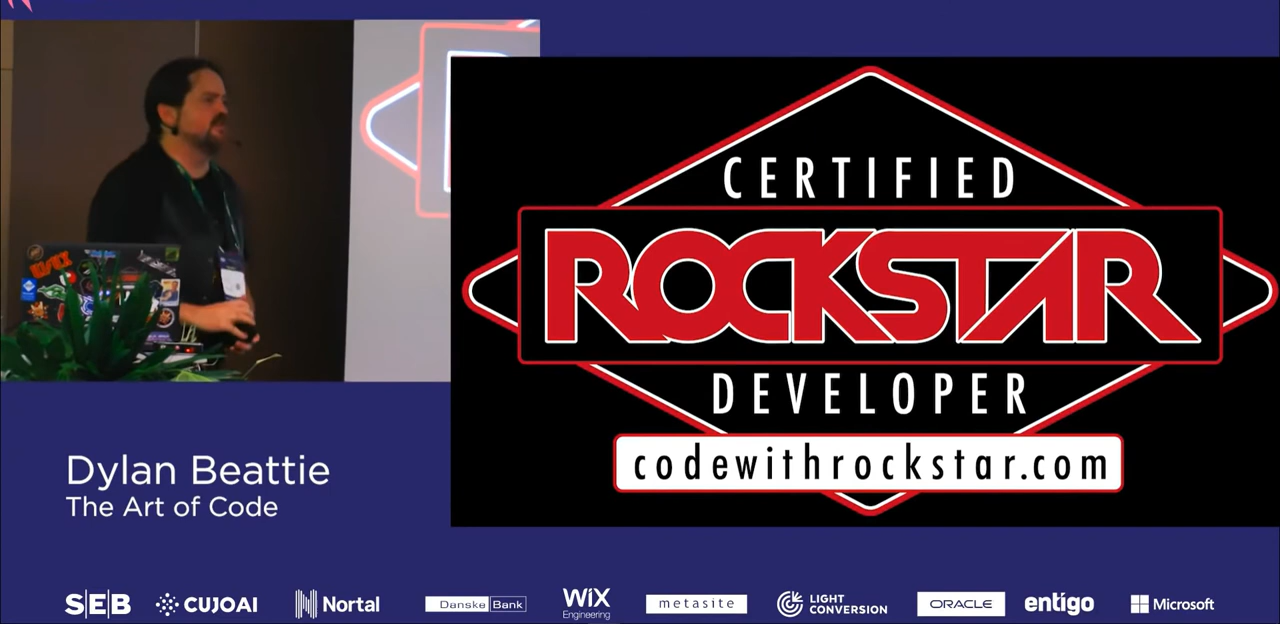 CERTIFIED
ROCKSTAR
DEVELOPER
codewithrockstar.com
Dylan Beattie
The Art of Code
SEB CUJOAI Nortal Danske Bank WiX Engineering metasite LIGHT CONVERSION ORACLE entigo Microsoft